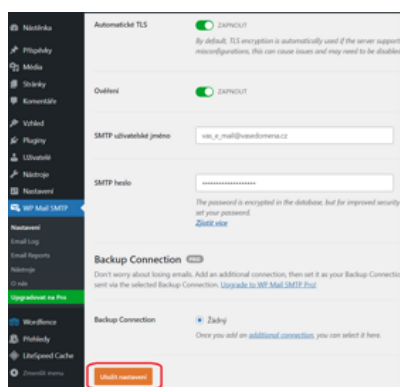 Nástěnka
Příspěvky
Média
Stránky
Komentáře
Vzhled
Pluginy
Uživatelé
Nástroje
Nastavení
WP Mail SMTP
Nastavení
Email Log
Email Reports
Nástroje
O nás
Upgradovat na Pro
Wordfence
Přehledy
LiteSpeed Cache
Zmenšit menu
Automatické TLS
ZAPNOUT
By default, TLS encryption is automatically used if the server support
misconfigurations, this can cause issues and may need to be disabled
Ověření
ZAPNOUT
SMTP uživatelské jméno
vas_e_mail@vasedomena.cz
SMTP heslo
The password is encrypted in the database, but for improved security
set your password.
Zjistit více
Backup Connection PRO
Don't worry about losing emails. Add an additional connection, then set it as your Backup Connectio
sent via the selected Backup Connection. Upgrade to WP Mail SMTP Pro!
Backup Connection
Žádný
Once you add an additional connection, you can select it here.
Uložit nastavení